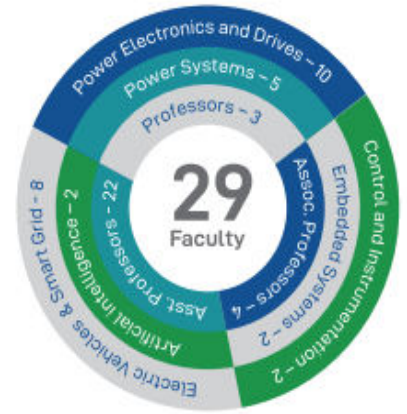 Power Electronics and Drives – 10
Power Systems – 5
Professors – 3
29
Faculty
Assoc. Professors – 4
Embedded Systems – 2
Control and Instrumentation – 2
Asst. Professors - 22
Artificial Intelligence – 2
Electric Vehicles & Smart Grid - 8